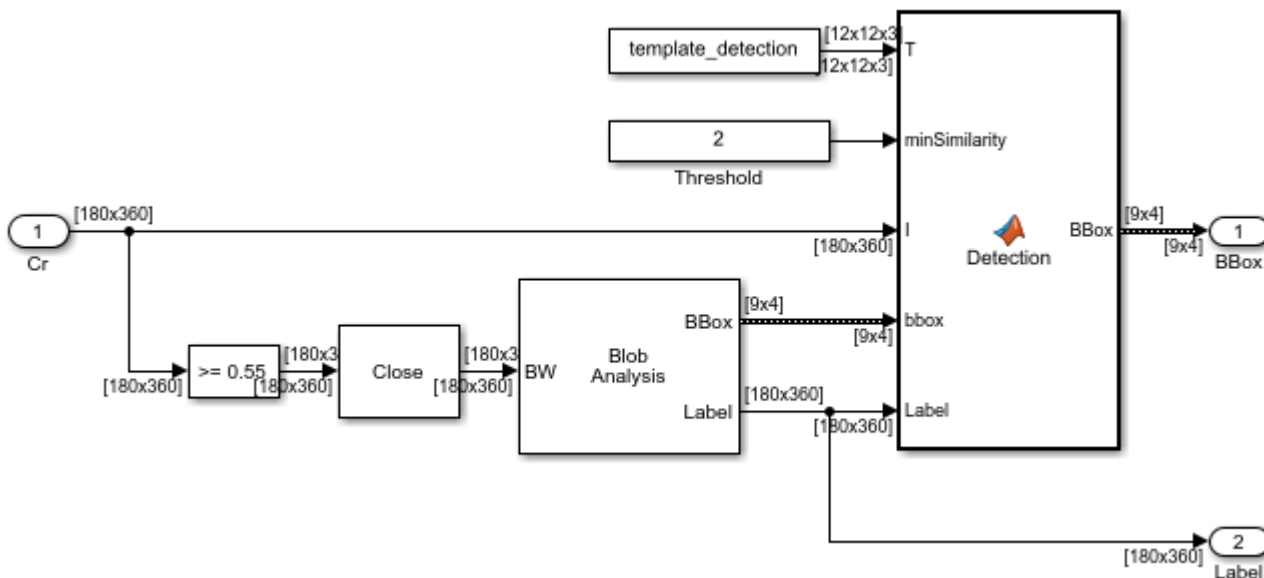 [12x12x3]
template_detection
T
[12x12x3]
2
minSimilarity
Threshold
[180x360]
[9x4]
1
I
BBox
1
Cr
[180x360]
Detection
[9x4]
BBox
[9x4]
BBox
bbox
[180x3
[180x3
Blob
[9x4]
>= 0.55
Close
BW
Analysis
[180x360]
[180x360]
[180x360]
[180x360]
Label
Label
[180x360]
2
[180x360]
Label